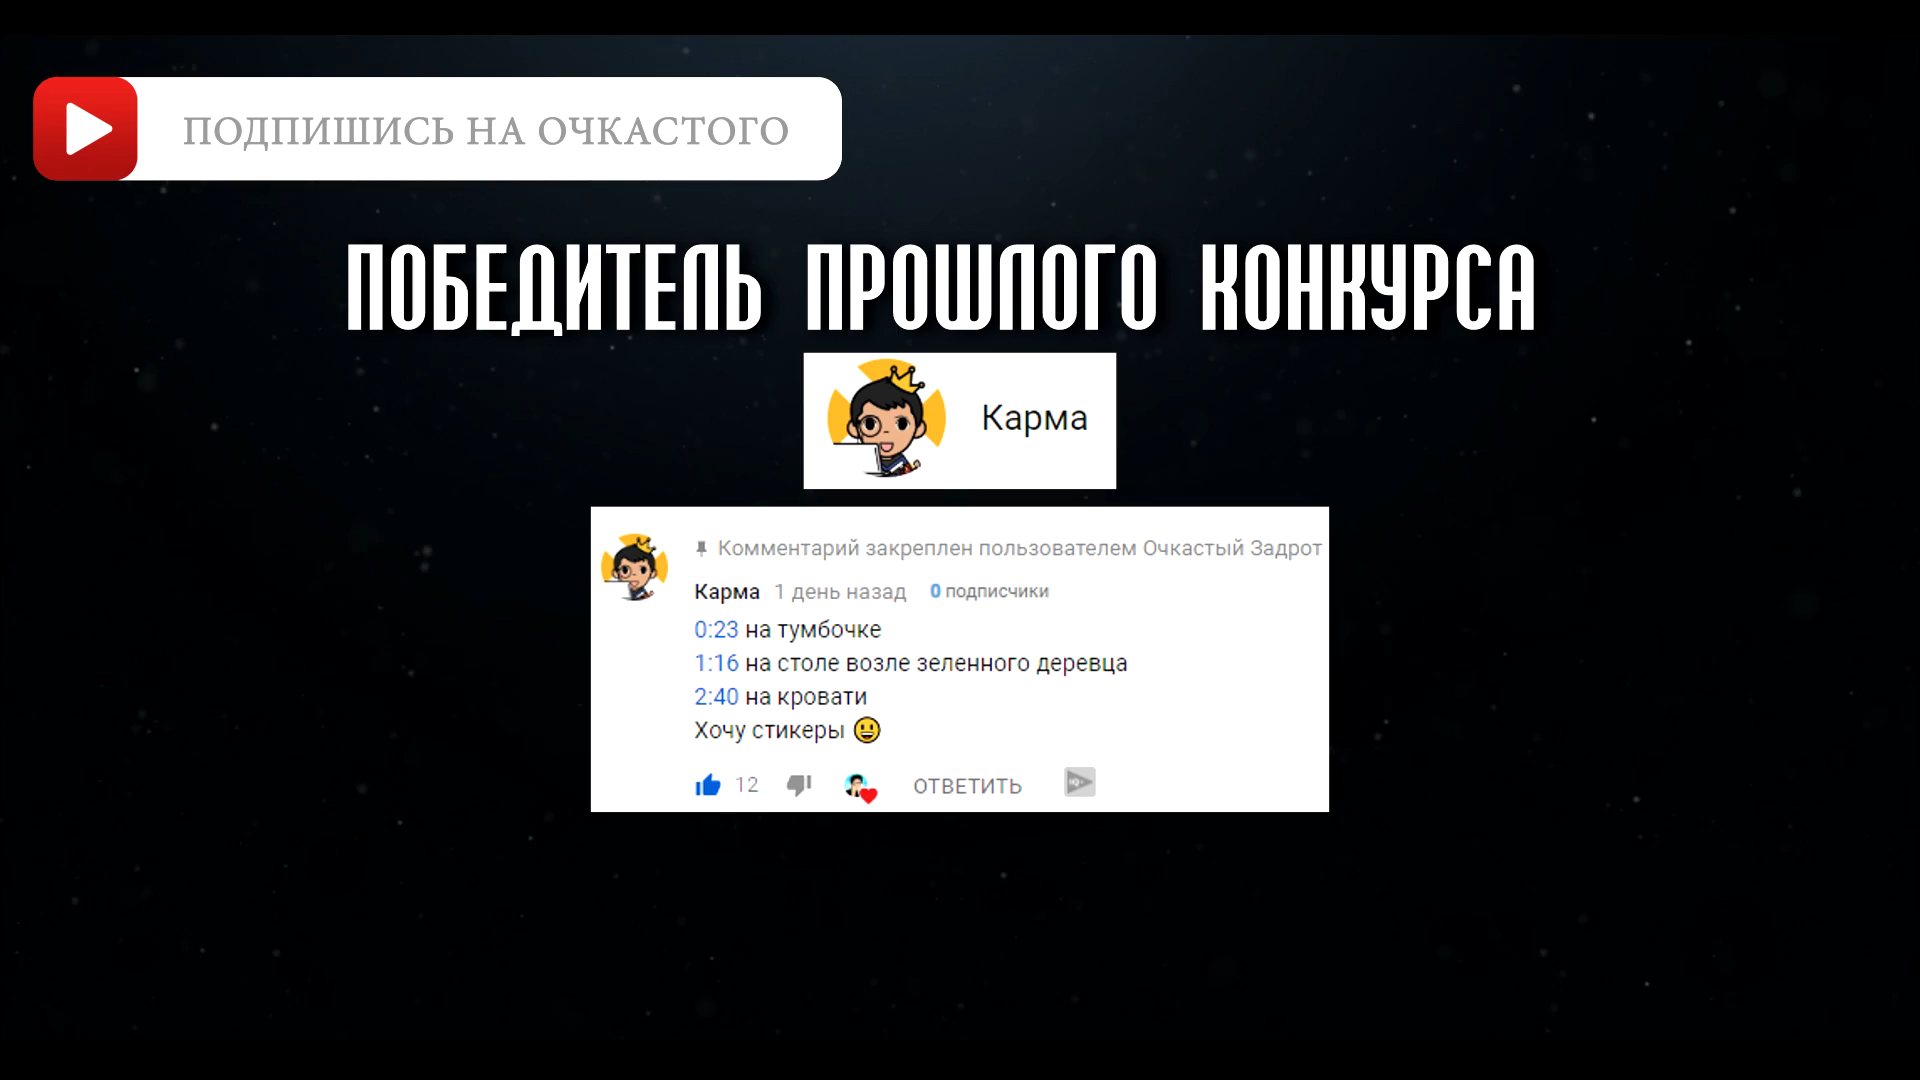 ПОДПИШИСЬ НА ОЧКАСТОГО
ПОБЕДИТЕЛЬ ПРОШЛОГО КОНКУРСА
Карма
Комментарий закреплен пользователем Очкастый Задрот
Карма 1 день назад 0 подписчики
0:23 на тумбочке
1:16 на столе возле зеленного деревца
2:40 на кровати
Хочу стикеры
12 ОТВЕТИТЬ